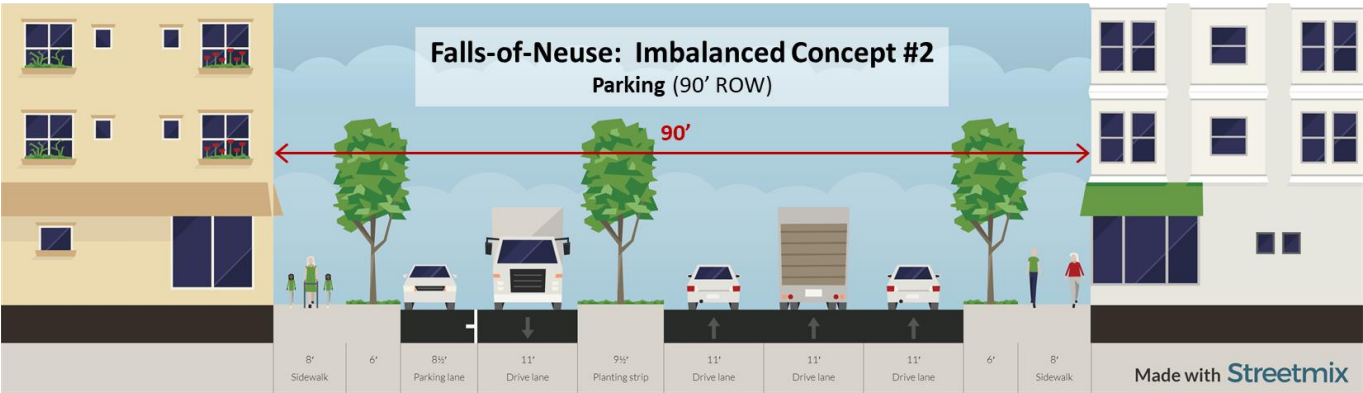 Falls-of-Neuse: Imbalanced Concept #2
Parking (90’ ROW)
90’
8' 6' 8½' 11' 9½' 11' 11' 11' 6' 8'
Sidewalk Parking lane Drive lane Planting strip Drive lane Drive lane Drive lane Sidewalk
Made with Streetmix